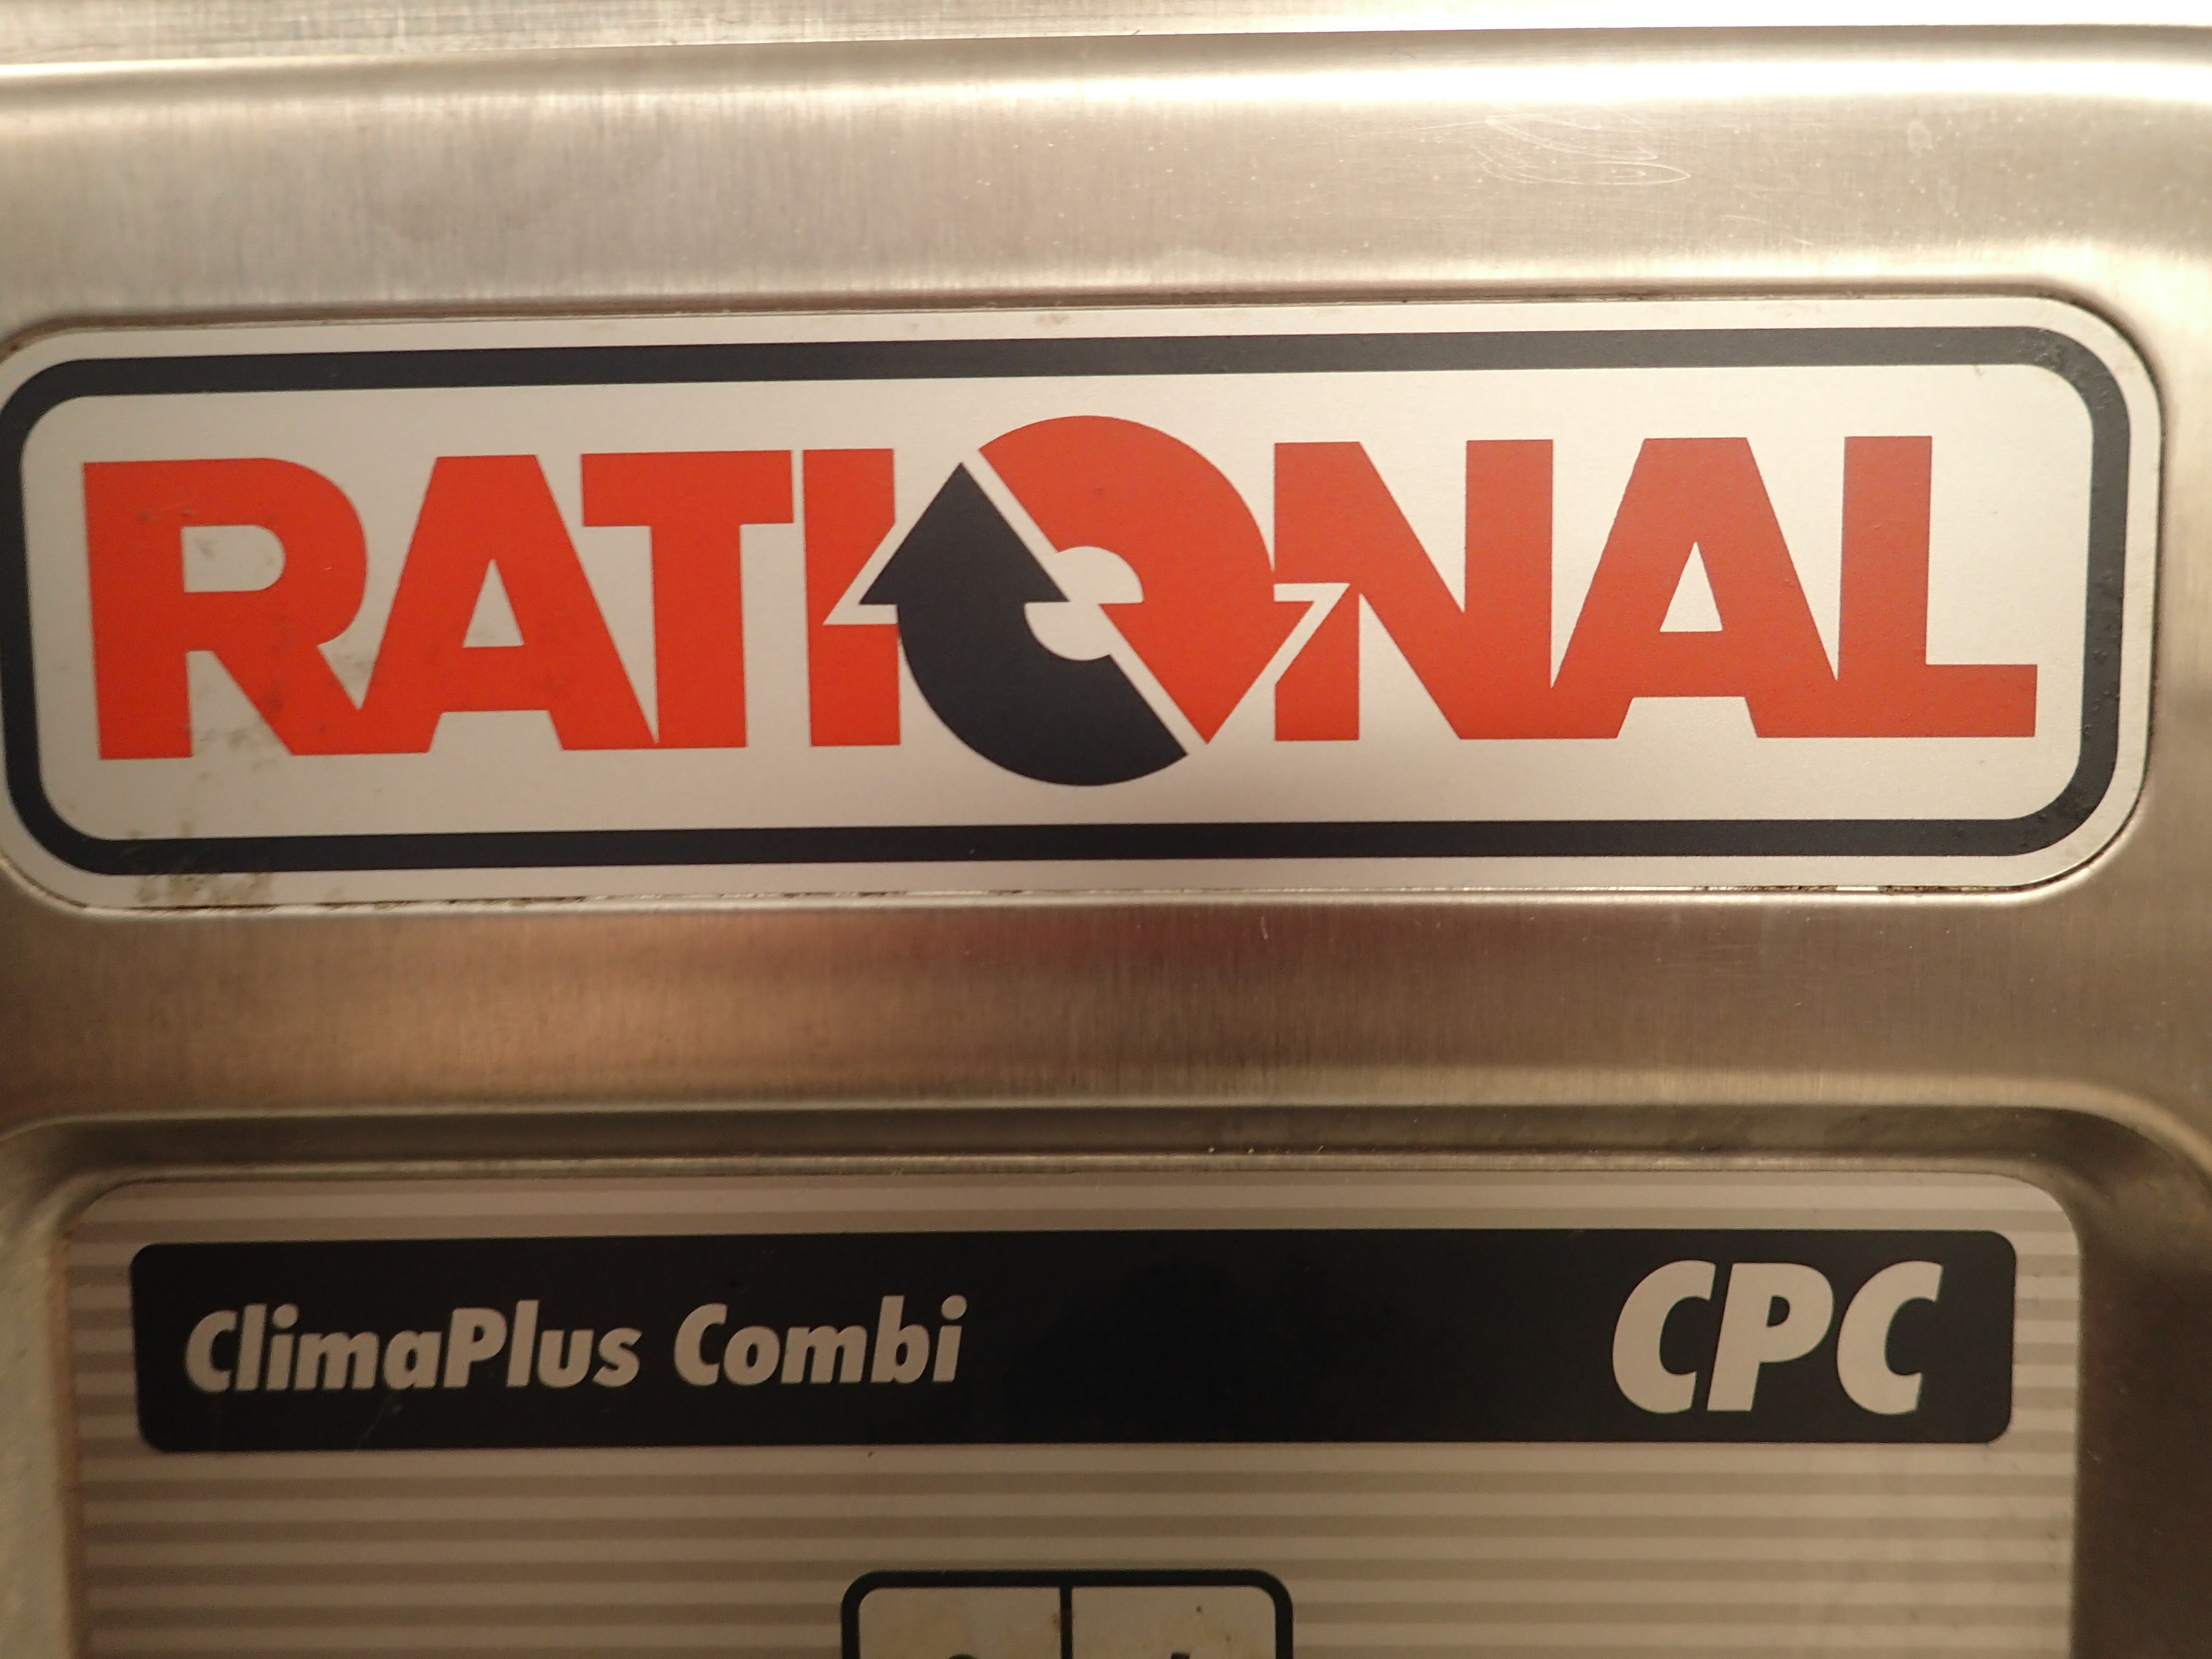 RATIONAL
ClimaPlus Combi CPC